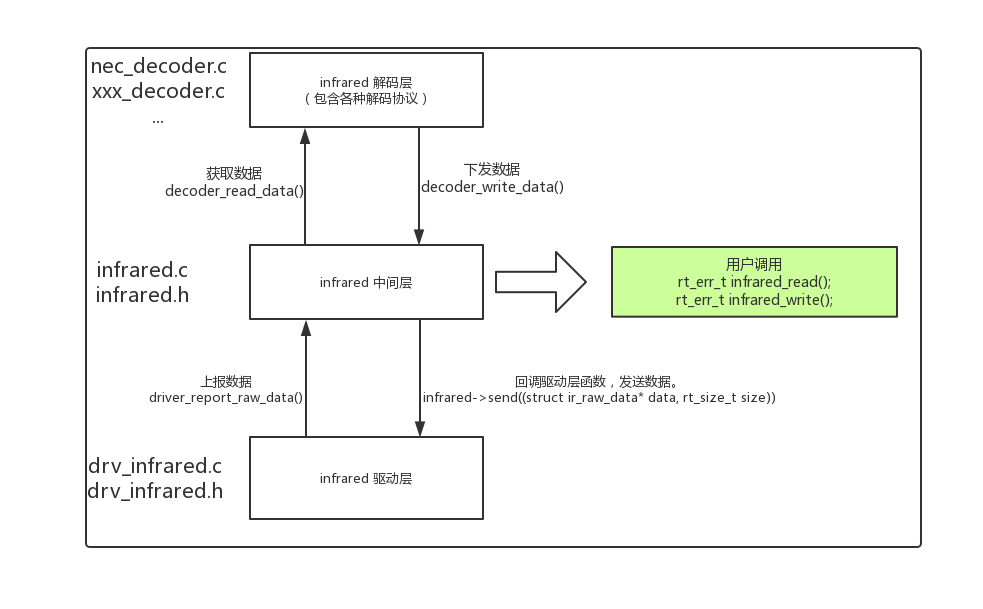 nec_decoder.c
xxx_decoder.c
...
infrared 解码层
（包含各种解码协议）
获取数据
decoder_read_data()
下发数据
decoder_write_data()
infrared.c
infrared.h
infrared 中间层
用户调用
rt_err_t infrared_read();
rt_err_t infrared_write();
上报数据
driver_report_raw_data()
回调驱动层函数，发送数据。
infrared->send((struct ir_raw_data* data, rt_size_t size))
drv_infrared.c
drv_infrared.h
infrared 驱动层